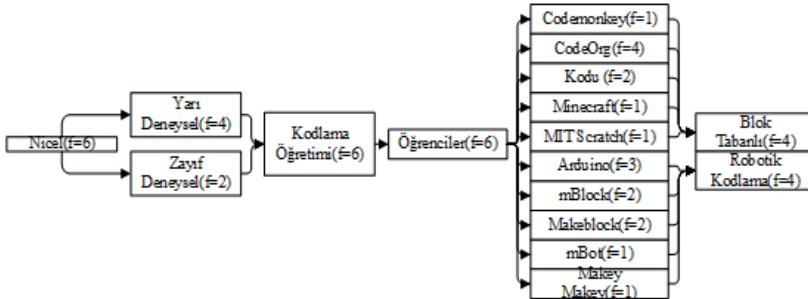 Nicel(f=6)
Yarı
Deneysel(f=4)
Zayıf
Deneysel(f=2)
Kodlama
Öğretimi(f=6)
Öğrenciler(f=6)
Codemonkey(f=1)
CodeOrg(f=4)
Kodu (f=2)
Minecraft(f=1)
MITScratch(f=1)
Arduino(f=3)
mBlock(f=2)
Makeblock(f=2)
mBot(f=1)
Makey
Makey(f=1)
Blok
Tabanlı(f=4)
Robotik
Kodlama(f=4)